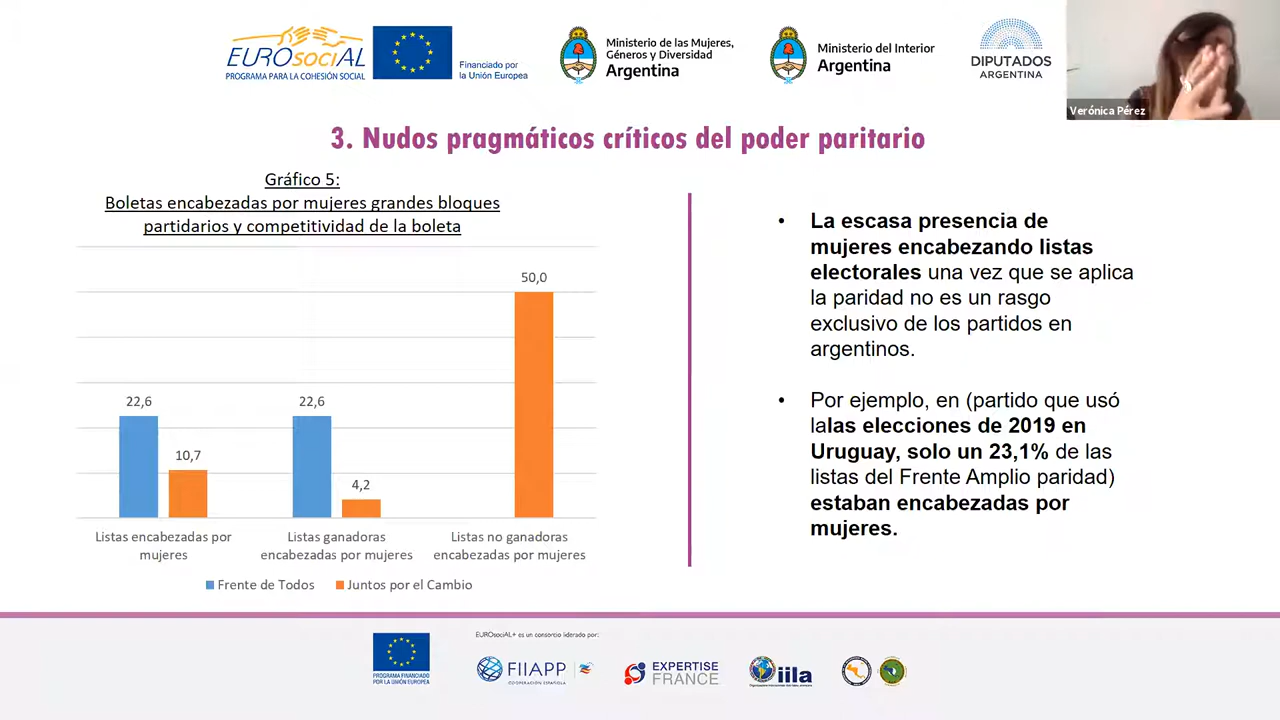 EUROsociAL
PROGRAMA PARA LA COHESIÓN SOCIAL
Financiado por
la Unión Europea
Ministerio de las Mujeres,
Géneros y Diversidad
Argentina
Ministerio del Interior
Argentina
DIPUTADOS
ARGENTINA
Verónica Pérez
3. Nudos pragmáticos críticos del poder paritario
Gráfico 5:
Boletas encabezadas por mujeres grandes bloques
partidarios y competitividad de la boleta
50,0
22,6
22,6
10,7
4,2
Listas encabezadas por
mujeres
Listas ganadoras
encabezadas por mujeres
Listas no ganadoras
encabezadas por mujeres
Frente de Todos
Juntos por el Cambio
• La escasa presencia de
mujeres encabezando listas
electorales una vez que se aplica
la paridad no es un rasgo
exclusivo de los partidos en
argentinos.
• Por ejemplo, en (partido que usó
lalas elecciones de 2019 en
Uruguay, solo un 23,1% de las
listas del Frente Amplio paridad)
estaban encabezadas por
mujeres.
EUROsociAL+ es un consorcio liderado por:
PROGRAMA FINANCIADO
POR LA UNIÓN EUROPEA
FIIAPP
COOPERACIÓN ESPAÑOLA
EXPERTISE
FRANCE
iila